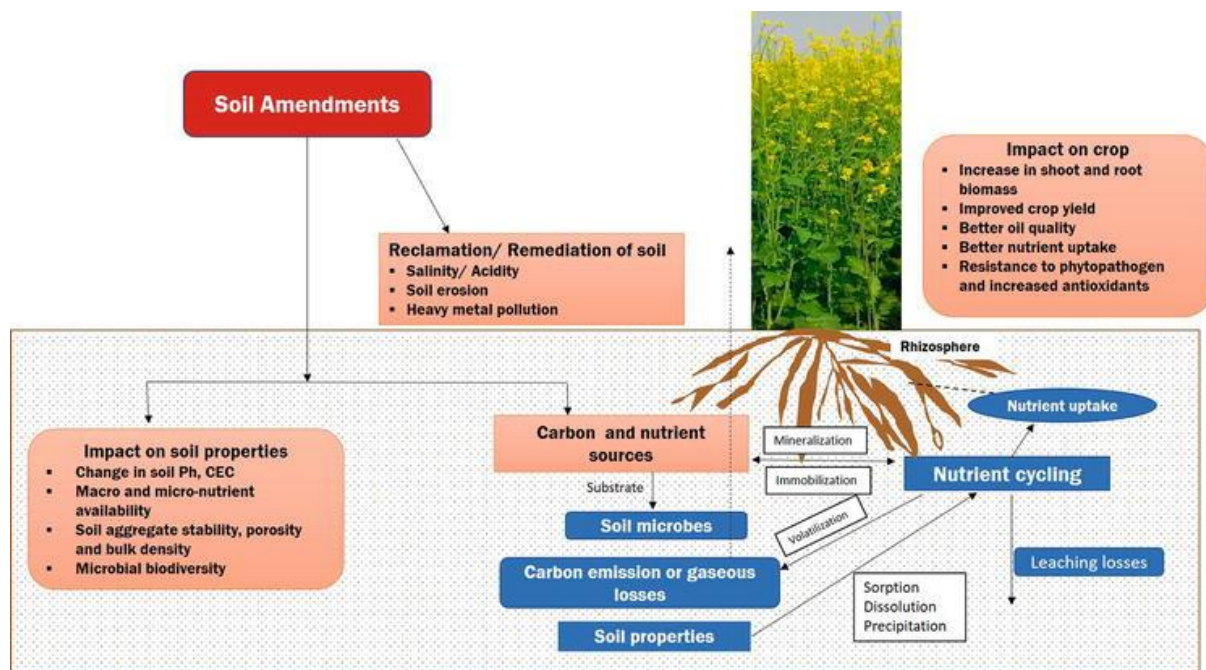 Soil Amendments
Reclamation/ Remediation of soil
▪ Salinity/ Acidity
▪ Soil erosion
▪ Heavy metal pollution
Impact on crop
▪ Increase in shoot and root
biomass
▪ Improved crop yield
▪ Better oil quality
▪ Better nutrient uptake
▪ Resistance to phytopathogen
and increased antioxidants
Rhizosphere
Nutrient uptake
Impact on soil properties
▪ Change in soil Ph, CEC
▪ Macro and micro-nutrient
availability
▪ Soil aggregate stability, porosity
and bulk density
▪ Microbial biodiversity
Carbon and nutrient
sources
Mineralization
Immobilization
Nutrient cycling
Substrate
Soil microbes
Volatilization
Carbon emission or gaseous
losses
Leaching losses
Sorption
Dissolution
Precipitation
Soil properties